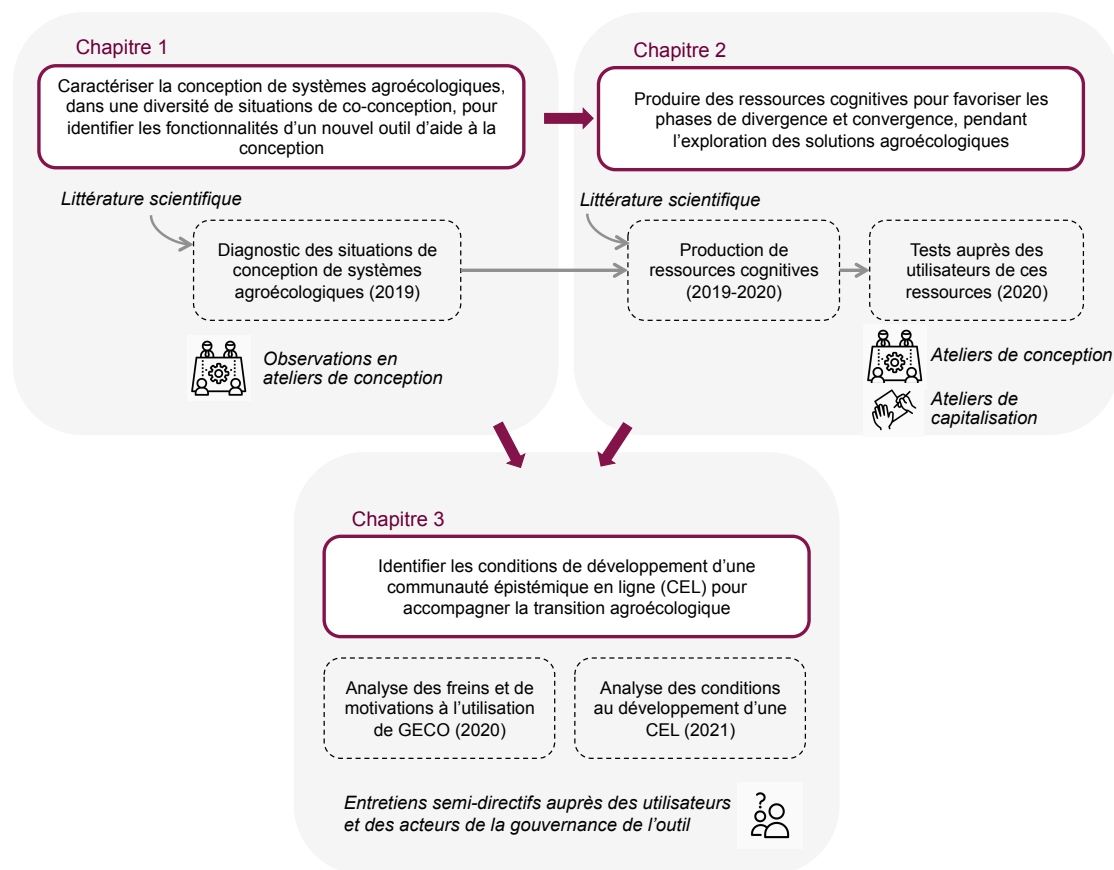 Chapitre 1
Caractériser la conception de systèmes agroécologiques,
dans une diversité de situations de co-conception, pour
identifier les fonctionnalités d'un nouvel outil d'aide à la
conception
Littérature scientifique
Diagnostic des situations de
conception de systèmes
agroécologiques (2019)
Observations en
ateliers de conception
Chapitre 2
Produire des ressources cognitives pour favoriser les
phases de divergence et convergence, pendant
l'exploration des solutions agroécologiques
Littérature scientifique
Production de
ressources cognitives
(2019-2020)
Tests auprès des
utilisateurs de ces
ressources (2020)
Ateliers de conception
Ateliers de
capitalisation
Chapitre 3
Identifier les conditions de développement d'une
communauté épistémique en ligne (CEL) pour
accompagner la transition agroécologique
Analyse des freins et de
motivations à l'utilisation
de GECO (2020)
Analyse des conditions
au développement d'une
CEL (2021)
Entretiens semi-directifs auprès des utilisateurs
et des acteurs de la gouvernance de l'outil
?